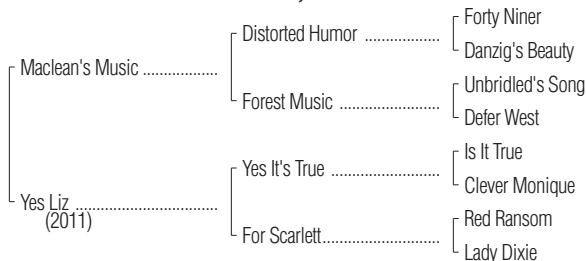 Forty Niner
Distorted Humor ..................
Danzig's Beauty
Maclean's Music ..................
Unbridled's Song
Forest Music ........................
Defer West
Is It True
Yes It's True ..........................
Clever Monique
Yes Liz ..................................
(2011)
Red Ransom
For Scarlett............................
Lady Dixie